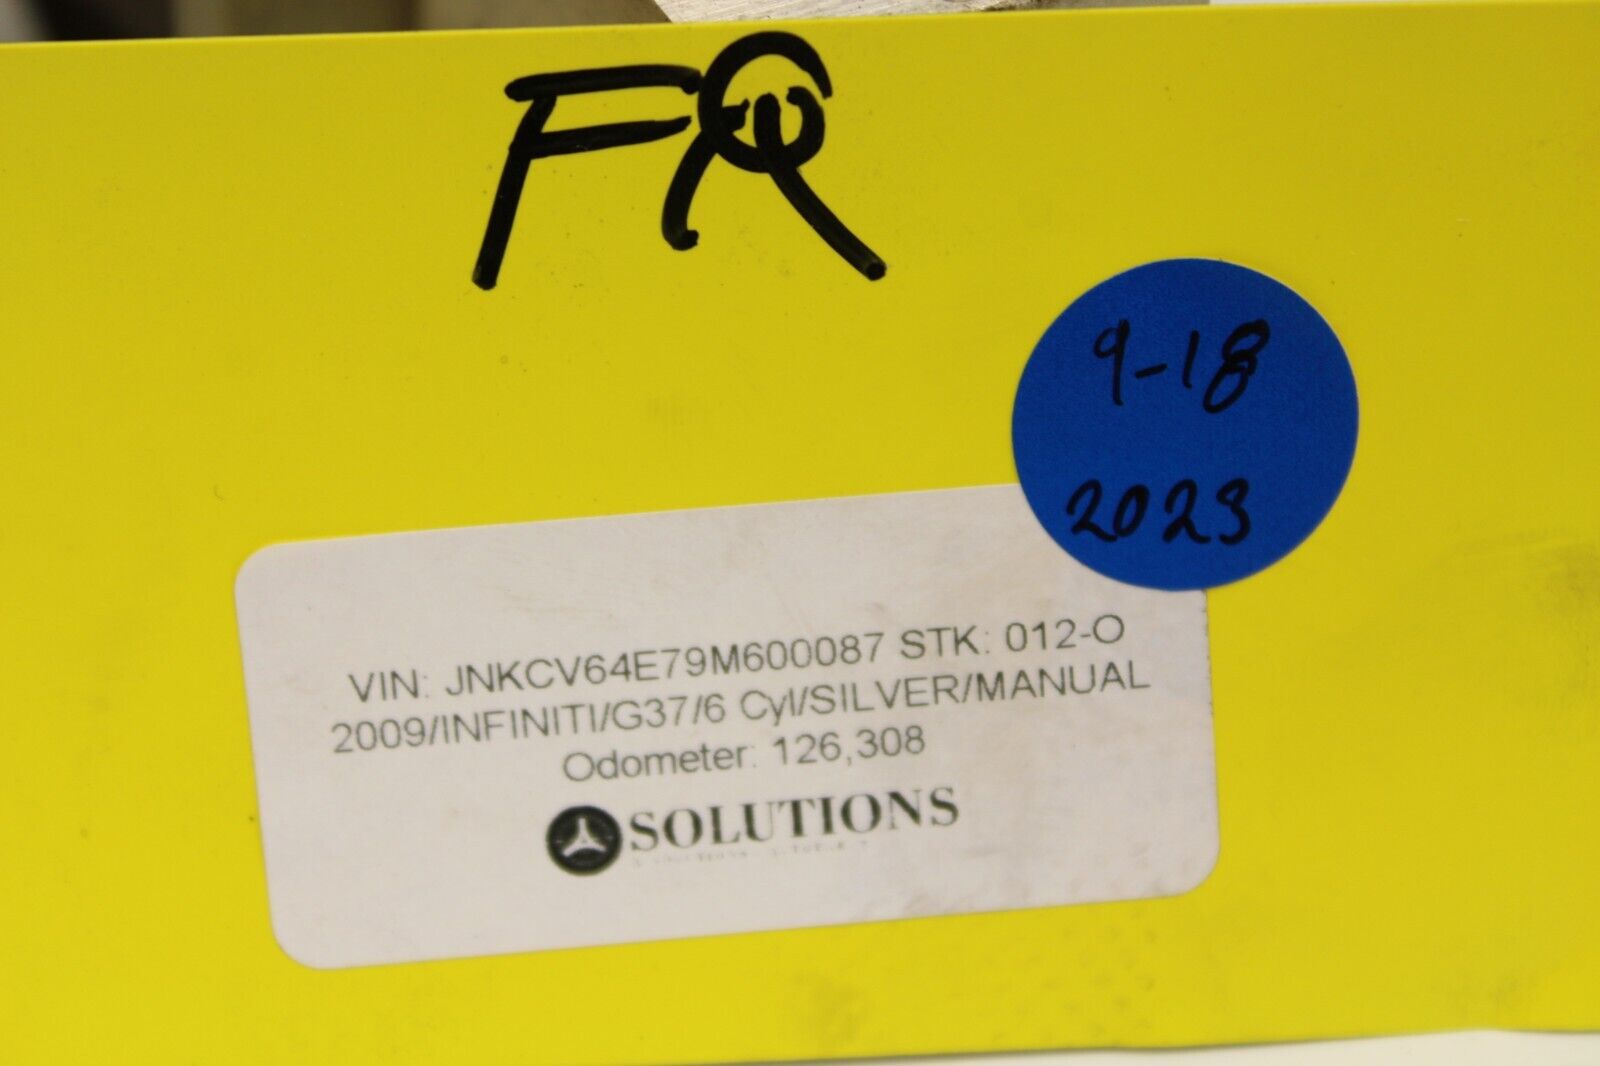 FR
9-18
2023
VIN: JNKCV64E79M600087 STK: 012-O
2009/INFINITI/G37/6 Cyl/SILVER/MANUAL
Odometer: 126,308
SOLUTIONS